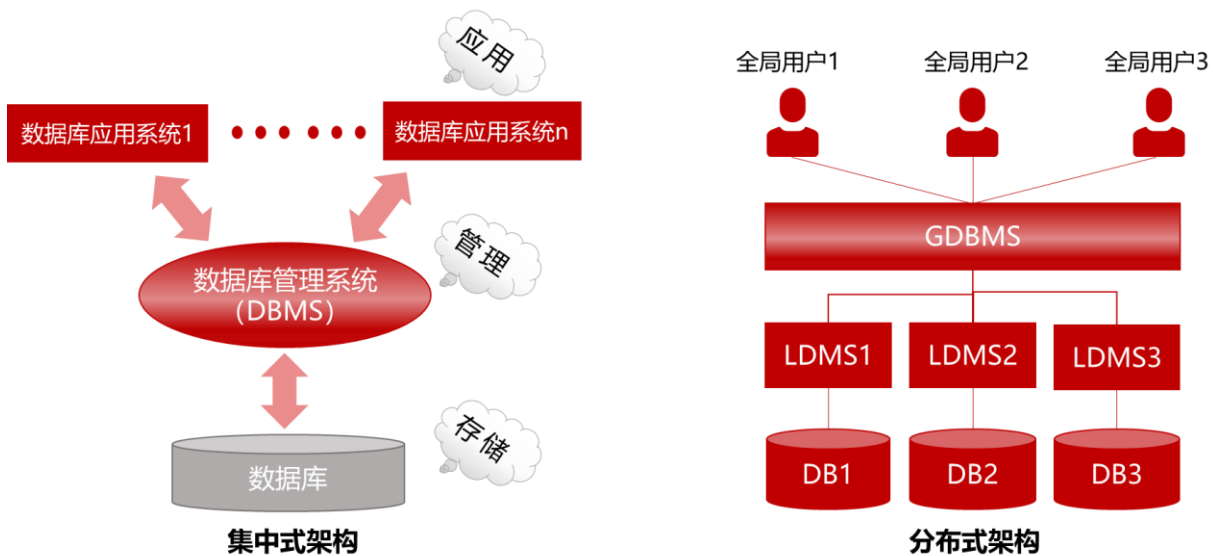 应用
数据库应用系统1
数据库应用系统n
管理
数据库管理系统
（DBMS）
存储
数据库
集中式架构
全局用户1
全局用户2
全局用户3
GDBMS
LDMS1
LDMS2
LDMS3
DB1
DB2
DB3
分布式架构